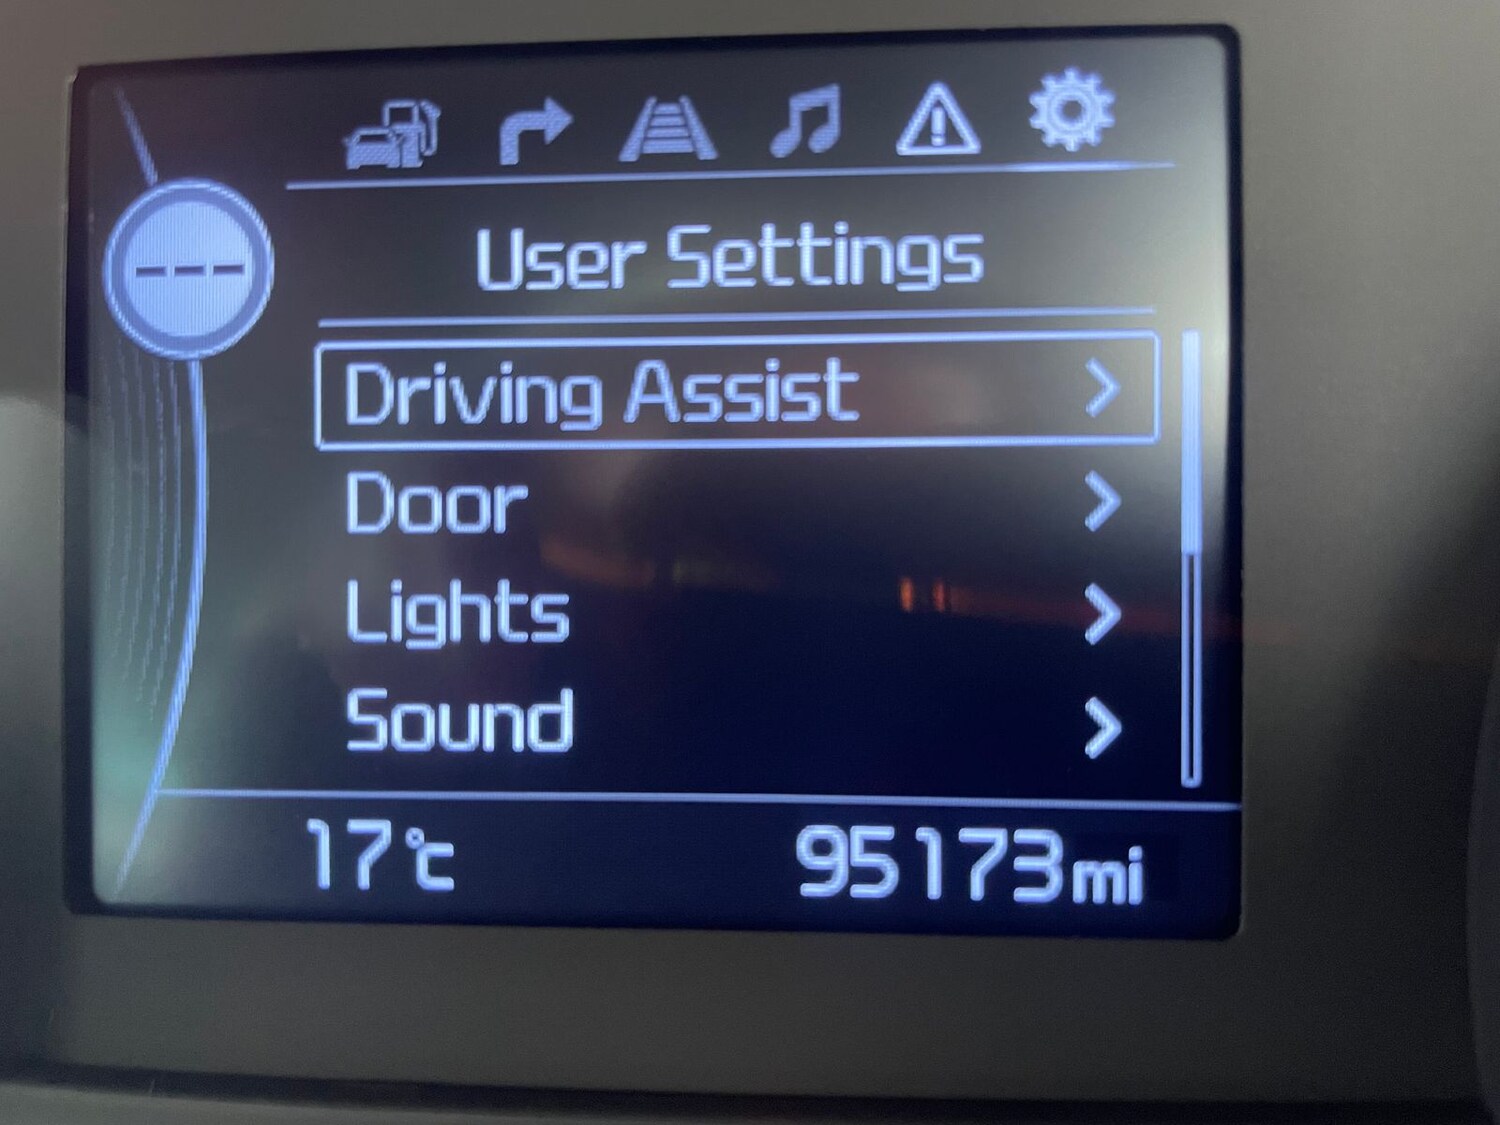 ---
User Settings
Driving Assist
Door
Lights
Sound
17°C
95173mi